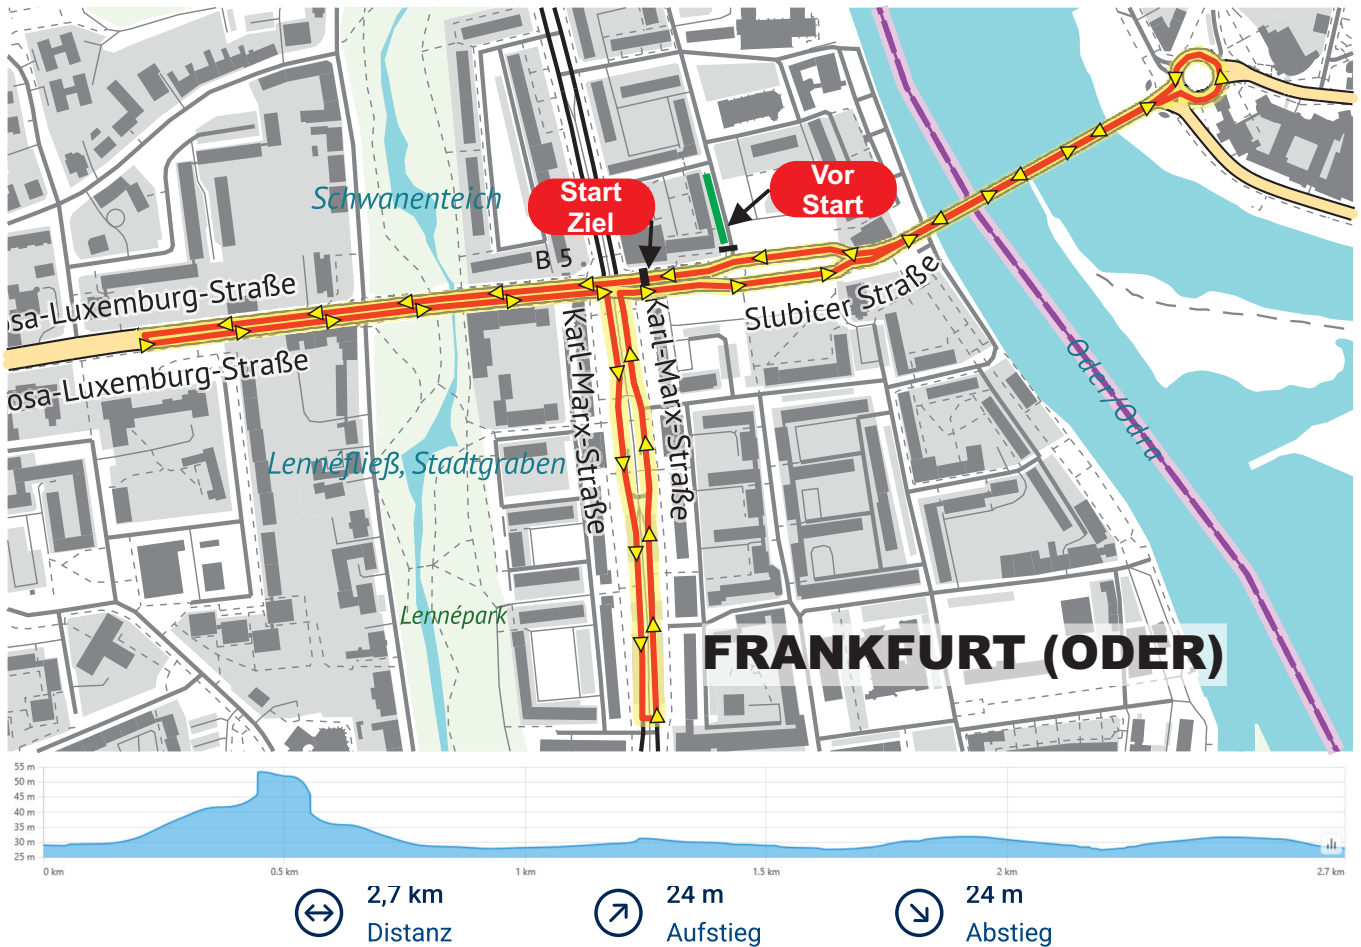 Schwanenteich
Start
Ziel
Vor
Start
B 5
osa-Luxemburg-Straße
osa-Luxemburg-Straße
Slubicer Straße
Karl-Marx-Straße
Karl-Marx-Straße
Oder/Odra
Lennéfließ, Stadtgraben
Lennépark
FRANKFURT (ODER)
55 m
50 m
45 m
40 m
35 m
30 m
25 m
0 km
0.5 km
1 km
1.5 km
2 km
2.7 km
2,7 km
Distanz
24 m
Aufstieg
24 m
Abstieg